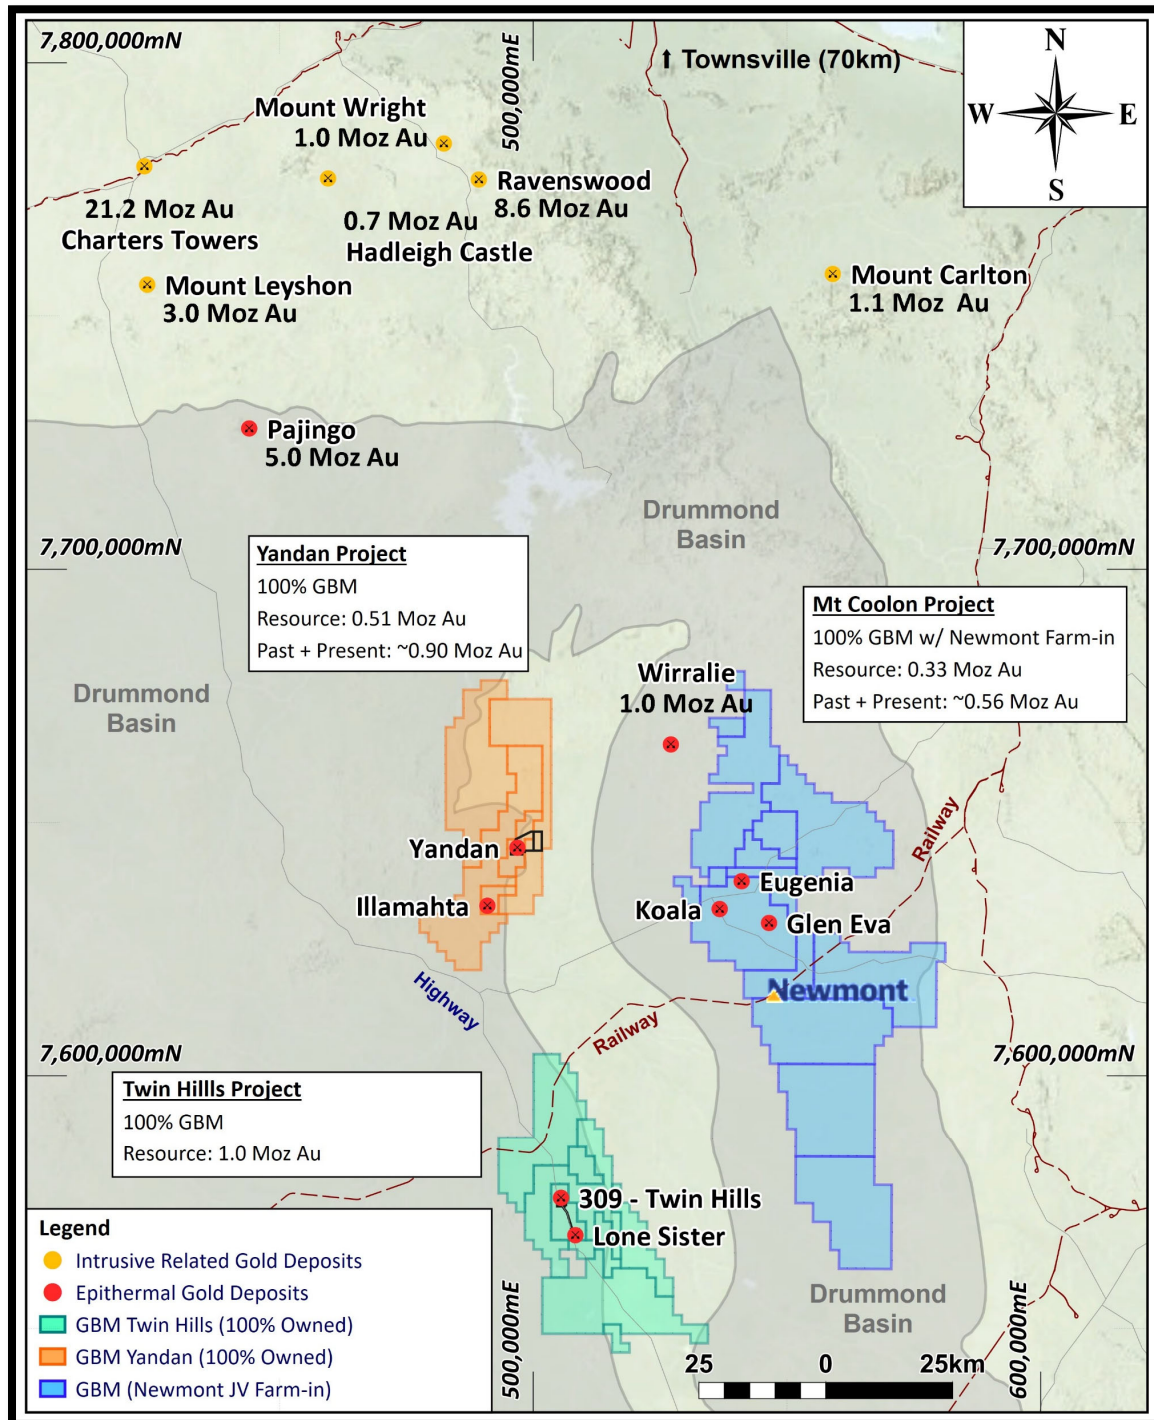 7,800,000mN
500,000mE
↑ Townsville (70km)
N
W
E
S
Mount Wright
1.0 Moz Au
Ravenswood
8.6 Moz Au
21.2 Moz Au
Charters Towers
0.7 Moz Au
Hadleigh Castle
Mount Leyshon
3.0 Moz Au
Mount Carlton
1.1 Moz Au
Pajingo
5.0 Moz Au
Drummond
Basin
7,700,000mN
7,700,000mN
Yandan Project
100% GBM
Resource: 0.51 Moz Au
Past + Present: ~0.90 Moz Au
Mt Coolon Project
100% GBM w/ Newmont Farm-in
Resource: 0.33 Moz Au
Past + Present: ~0.56 Moz Au
Drummond
Basin
Wirralie
1.0 Moz Au
Railway
Yandan
Illamahta
Eugenia
Koala
Glen Eva
Highway
Newmont
Railway
7,600,000mN
7,600,000mN
Twin Hillls Project
100% GBM
Resource: 1.0 Moz Au
309 - Twin Hills
Lone Sister
Legend
Intrusive Related Gold Deposits
Epithermal Gold Deposits
GBM Twin Hills (100% Owned)
GBM Yandan (100% Owned)
GBM (Newmont JV Farm-in)
500,000mE
Drummond
Basin
600,000mE
25 0 25km